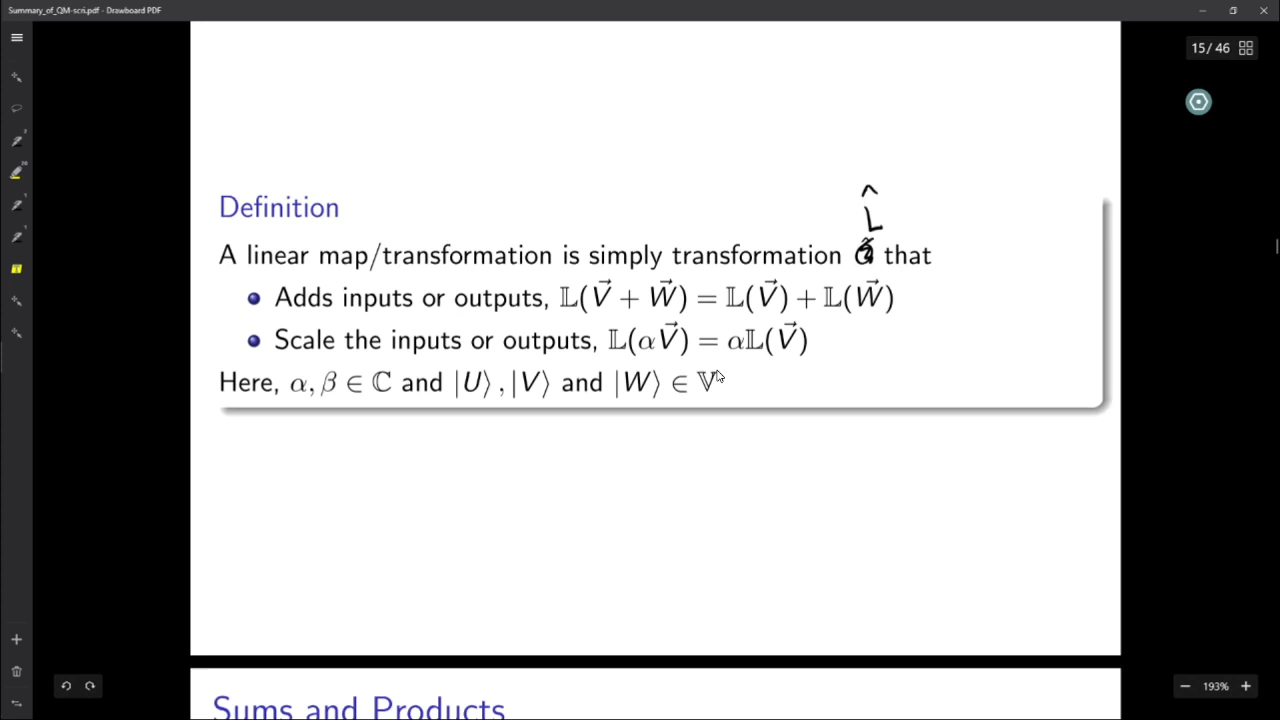 Summary_of_QM-scri.pdf - Drawboard PDF
15 / 46
Definition
L̂
A linear map/transformation is simply transformation that
Adds inputs or outputs, 𝕃(V⃗ + W⃗) = 𝕃(V⃗) + 𝕃(W⃗)
Scale the inputs or outputs, 𝕃(αV⃗) = α𝕃(V⃗)
Here, α, β ∈ ℂ and |U⟩, |V⟩ and |W⟩ ∈ 𝕍
Sums and Products
193%